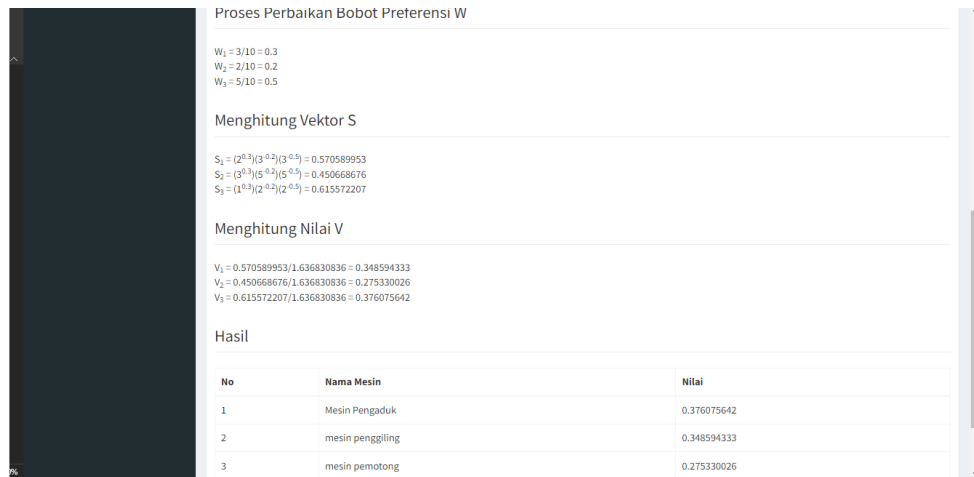 Proses Perbaikan Bobot Preferensi W
W₁ = 3/10 = 0.3
W₂ = 2/10 = 0.2
W₃ = 5/10 = 0.5
Menghitung Vektor S
S₁ = (2^0.3)(3^-0.2)(3^-0.5) = 0.570589953
S₂ = (3^0.3)(5^-0.2)(5^-0.5) = 0.450668676
S₃ = (1^0.3)(2^-0.2)(2^-0.5) = 0.615572207
Menghitung Nilai V
V₁ = 0.570589953/1.636830836 = 0.348594333
V₂ = 0.450668676/1.636830836 = 0.275330026
V₃ = 0.615572207/1.636830836 = 0.376075642
Hasil
No Nama Mesin Nilai
1 Mesin Pengaduk 0.376075642
2 mesin penggiling 0.348594333
3 mesin pemotong 0.275330026